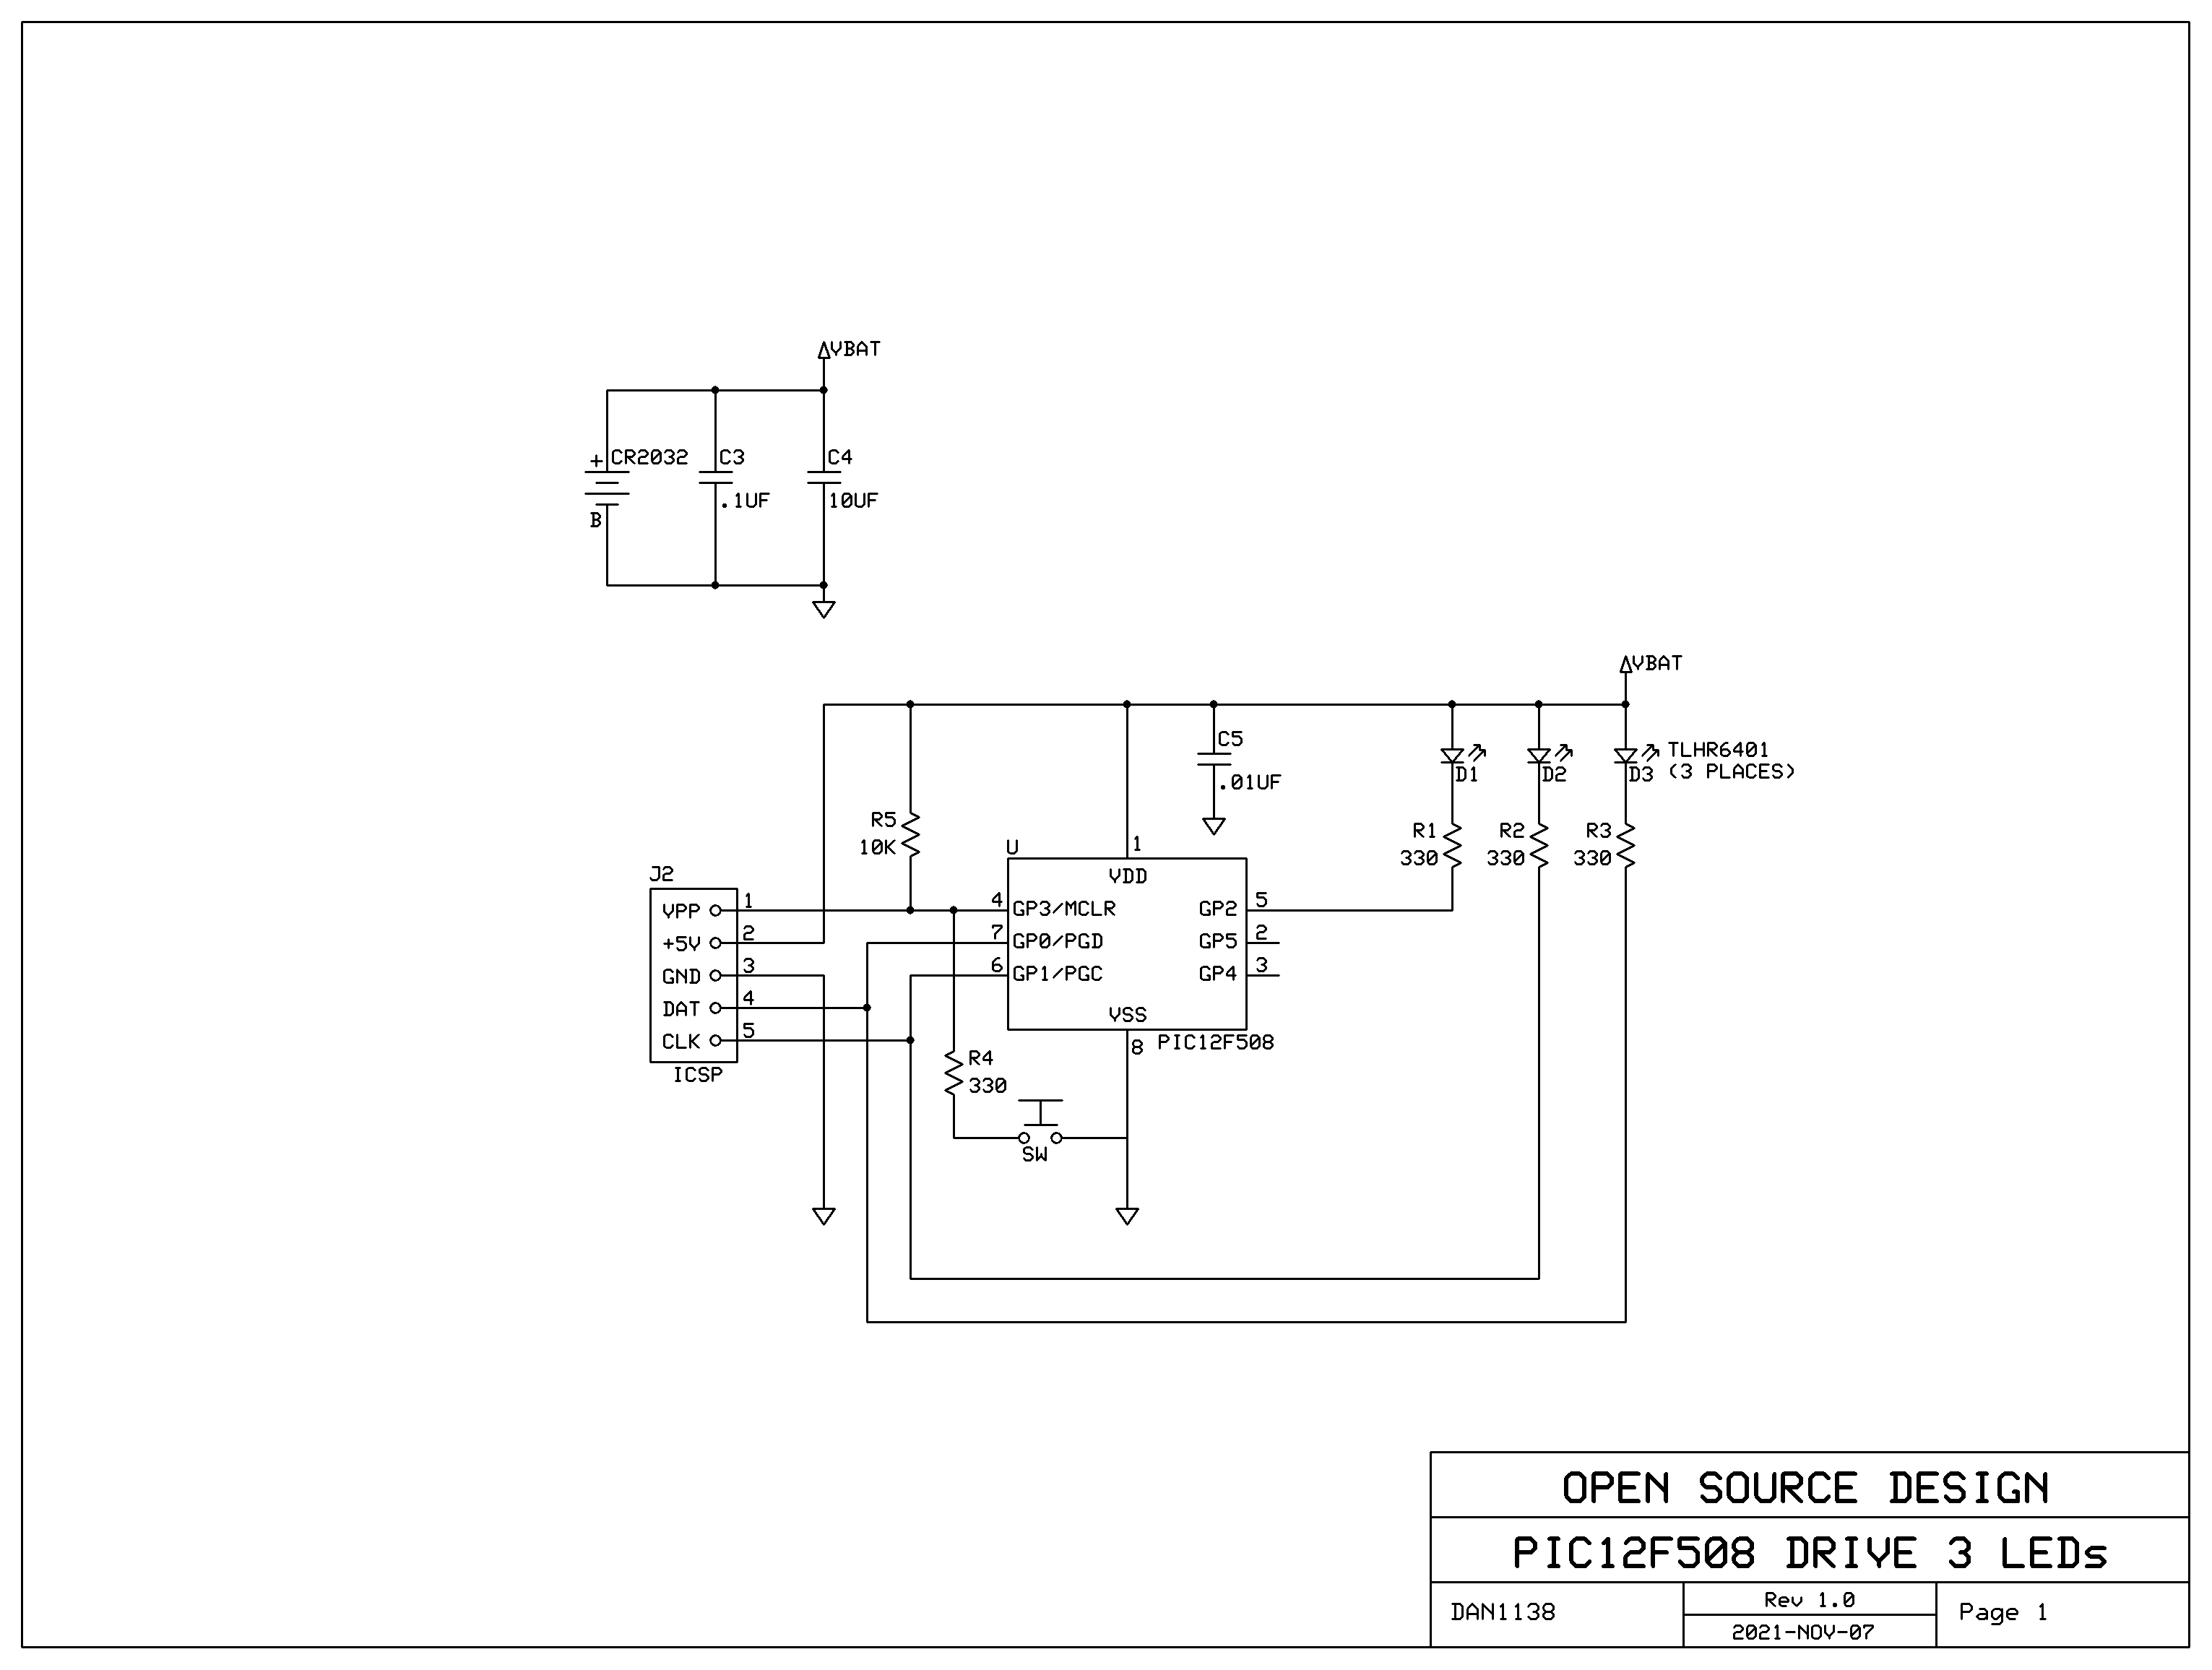 VBAT
+ CR2032
C3
C4
.1UF
10UF
B
VBAT
C5
.01UF
TLHR6401
(3 PLACES)
D1
D2
D3
R5
10K
R1
330
R2
330
R3
330
U
1
VDD
J2
VPP 1
+5V 2
GND 3
DAT 4
CLK 5
ICSP
4 GP3/MCLR
7 GP0/PGD
6 GP1/PGC
GP2 5
GP5 2
GP4 3
VSS
8
PIC12F508
R4
330
SW
OPEN SOURCE DESIGN
PIC12F508 DRIVE 3 LEDs
DAN1138
Rev 1.0
2021-NOV-07
Page 1